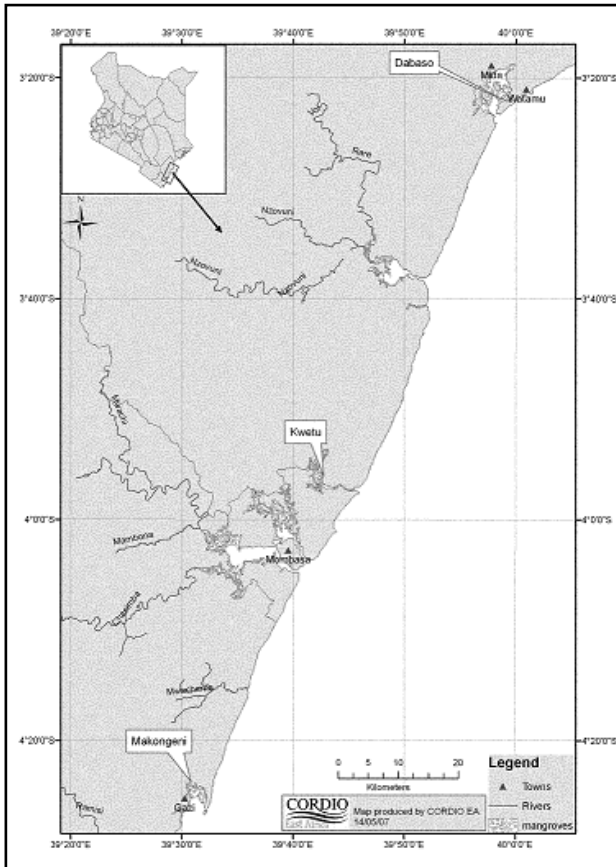 39°20'0"E 39°30'0"E 39°40'0"E 39°50'0"E 40°0'0"E
Dabaso
3°20'0"S Mida 3°20'0"S
Watamu
Rare
N
Nzovuni
Nzovuni Nzovuni
3°40'0"S 3°40'0"S
Kwetu
4°0'0"S 4°0'0"S
Mombasa
4°20'0"S 4°20'0"S
Makongeni
Legend
0 5 10 20
Kilometers
Towns
Rivers
mangroves
Gazi
Ramisi
CORDIO
East Africa
Map produced by CORDIO EA
14/05/07
39°20'0"E 39°30'0"E 39°40'0"E 39°50'0"E 40°0'0"E